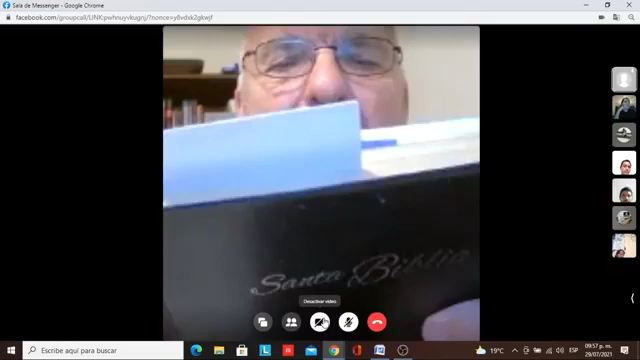 Sala de Messenger - Google Chrome
facebook.com/groupcall/LINK:pwhnuyvkugnj/?nonce=y8vdxk2gkwjf
Santa Biblia
Desactivar video
Escribe aquí para buscar
19°C
ESP
09:57 p. m.
29/07/2021